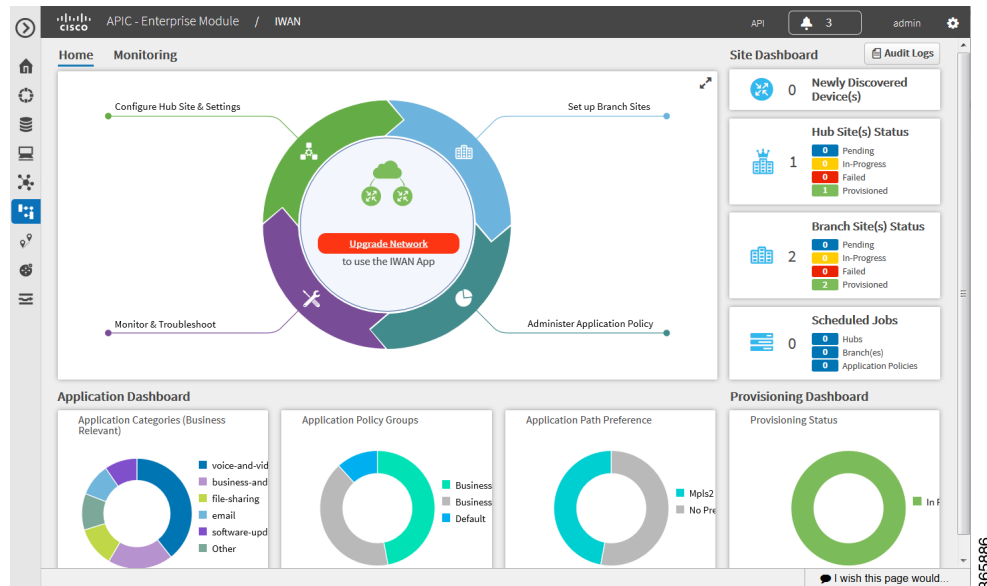 CISCO
APIC - Enterprise Module / IWAN
API
3
admin
Home
Monitoring
Site Dashboard
Audit Logs
Configure Hub Site & Settings
Set up Branch Sites
Upgrade Network
to use the IWAN App
Monitor & Troubleshoot
Administer Application Policy
0
Newly Discovered
Device(s)
Hub Site(s) Status
1
0 Pending
0 In-Progress
0 Failed
1 Provisioned
Branch Site(s) Status
2
0 Pending
0 In-Progress
0 Failed
2 Provisioned
Scheduled Jobs
0
0 Hubs
0 Branch(es)
0 Application Policies
Application Dashboard
Provisioning Dashboard
Application Categories (Business
Relevant)
voice-and-vid
business-and
file-sharing
email
software-upd
Other
Application Policy Groups
Business
Business
Default
Application Path Preference
Mpls2
No Pre
Provisioning Status
In
I wish this page would...
365886